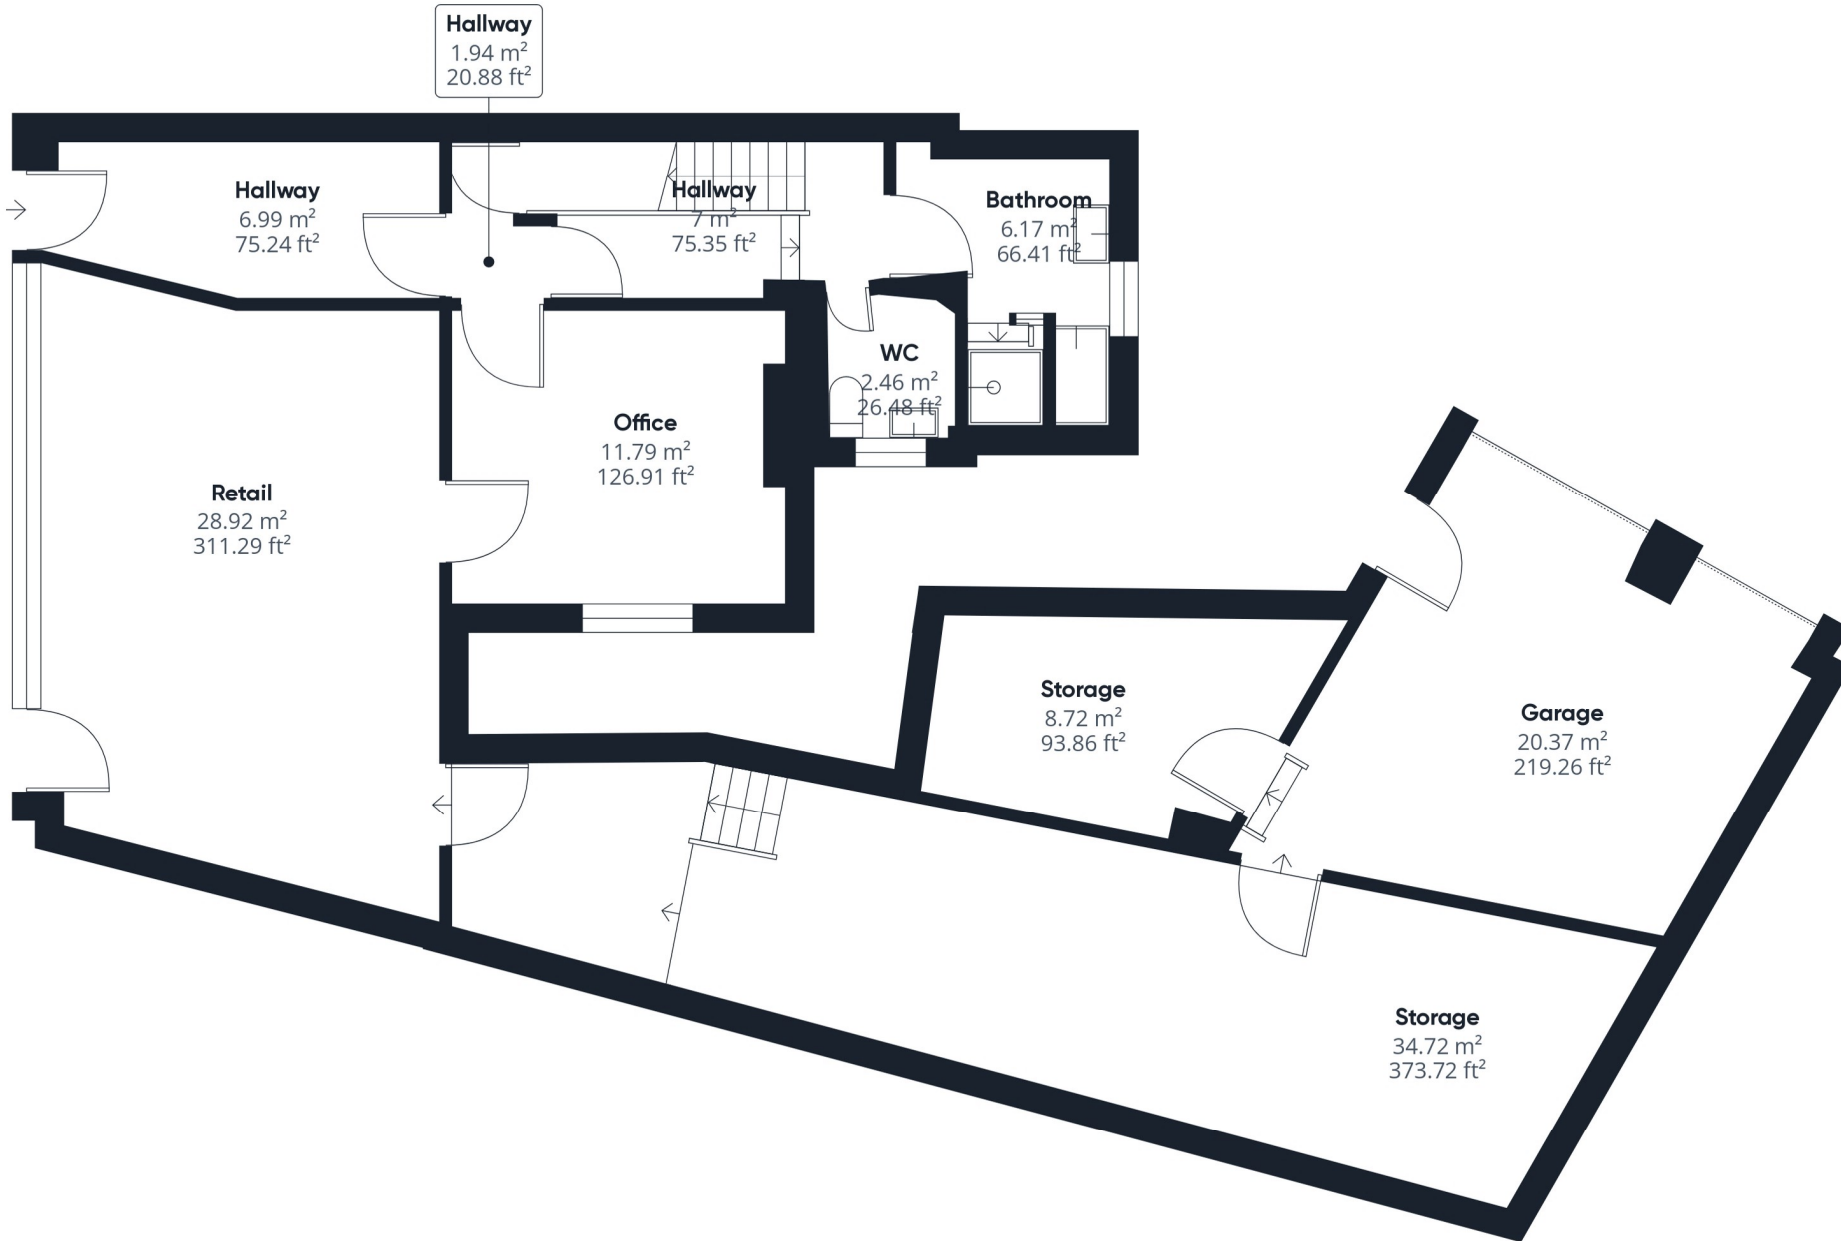 Hallway
1.94 m²
20.88 ft²
Hallway
6.99 m²
75.24 ft²
Hallway
7 m²
75.35 ft²
Bathroom
6.17 m²
66.41 ft²
WC
2.46 m²
26.48 ft²
Office
11.79 m²
126.91 ft²
Retail
28.92 m²
311.29 ft²
Storage
8.72 m²
93.86 ft²
Garage
20.37 m²
219.26 ft²
Storage
34.72 m²
373.72 ft²